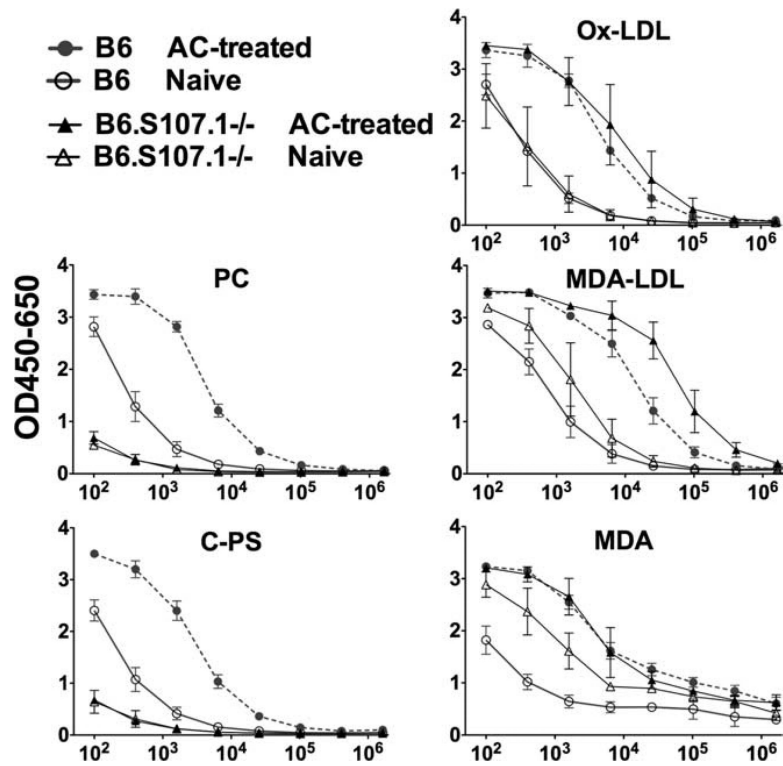 B6 AC-treated
B6 Naive
B6.S107.1-/- AC-treated
B6.S107.1-/- Naive
Ox-LDL
4
3
2
1
0
10² 10³ 10⁴ 10⁵ 10⁶
OD450-650
PC
4
3
2
1
0
10² 10³ 10⁴ 10⁵ 10⁶
MDA-LDL
4
3
2
1
0
10² 10³ 10⁴ 10⁵ 10⁶
C-PS
4
3
2
1
0
10² 10³ 10⁴ 10⁵ 10⁶
MDA
4
3
2
1
0
10² 10³ 10⁴ 10⁵ 10⁶